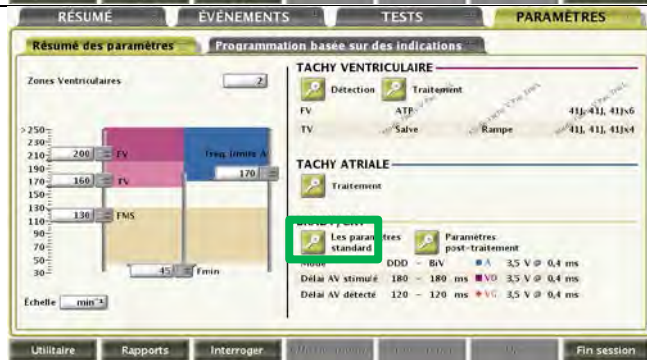 RÉSUMÉ ÉVÉNEMENTS TESTS PARAMÈTRES
Résumé des paramètres Programmation basée sur des indications
Zones Ventriculaires 2
>250
230
210 200 FV Freq. limite A
190 170
170 160 TV
150
130 130 FMS
110
90
70
50 45 Fmin
30
Echelle min⁻¹
TACHY VENTRICULAIRE
Détection Traitement
FV ATP 41J, 41J, 41Jx6
TV Salve Rampe 41J, 41J, 41Jx4
TACHY ATRIALE
Traitement
Les paramètres standard
Paramètres post-traitement
Mode DDD - BiV A 3,5 V @ 0,4 ms
Délai AV stimulé 180 - 180 ms VD 3,5 V @ 0,4 ms
Délai AV détecté 120 - 120 ms VG 3,5 V @ 0,4 ms
Utilitaire Rapports Interroger Fin session